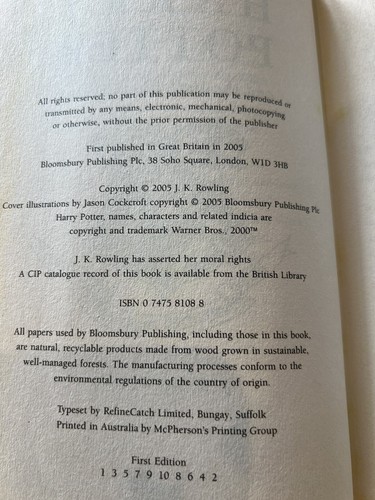 All rights reserved; no part of this publication may be reproduced or
transmitted by any means, electronic, mechanical, photocopying
or otherwise, without the prior permission of the publisher
First published in Great Britain in 2005
Bloomsbury Publishing Plc, 38 Soho Square, London, W1D 3HB
Copyright © 2005 J. K. Rowling
Cover illustrations by Jason Cockcroft copyright © 2005 Bloomsbury Publishing Plc
Harry Potter, names, characters and related indicia are
copyright and trademark Warner Bros., 2000™
J. K. Rowling has asserted her moral rights
A CIP catalogue record of this book is available from the British Library
ISBN 0 7475 8108 8
All papers used by Bloomsbury Publishing, including those in this book,
are natural, recyclable products made from wood grown in sustainable,
well-managed forests. The manufacturing processes conform to the
environmental regulations of the country of origin.
Typeset by RefineCatch Limited, Bungay, Suffolk
Printed in Australia by McPherson's Printing Group
First Edition
1 3 5 7 9 10 8 6 4 2